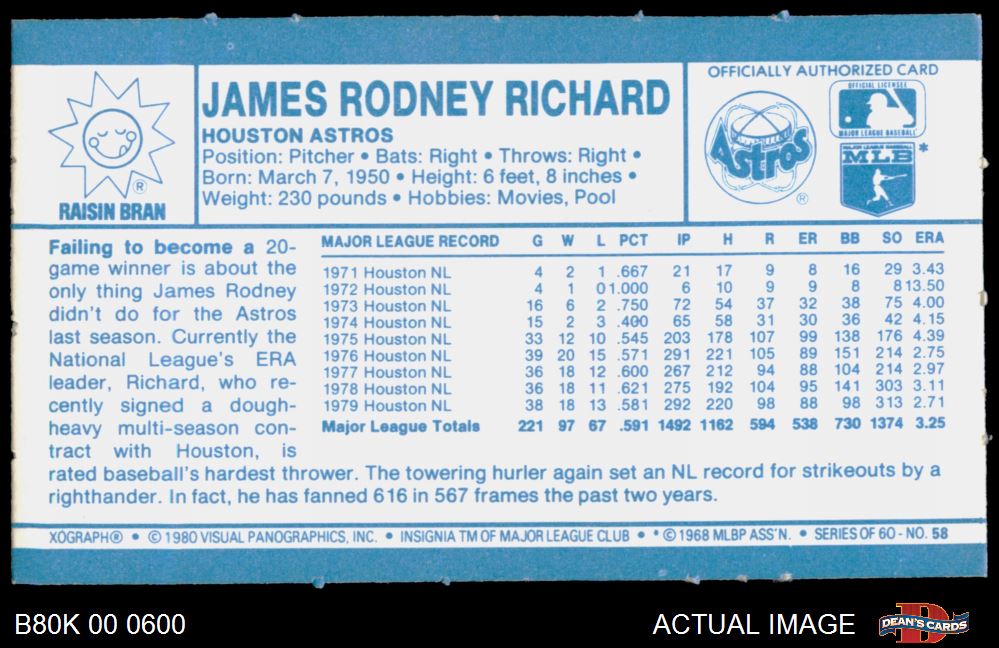 RAISIN BRAN
®
JAMES RODNEY RICHARD
HOUSTON ASTROS
Position: Pitcher • Bats: Right • Throws: Right •
Born: March 7, 1950 • Height: 6 feet, 8 inches •
Weight: 230 pounds • Hobbies: Movies, Pool
OFFICIALLY AUTHORIZED CARD
Astros
®
OFFICIAL LICENSEE
MAJOR LEAGUE BASEBALL
MAJOR LEAGUE BASEBALL
MLB *
Failing to become a 20-
game winner is about the
only thing James Rodney
didn't do for the Astros
last season. Currently the
National League's ERA
leader, Richard, who re-
cently signed a dough-
heavy multi-season con-
tract with Houston, is
rated baseball's hardest thrower. The towering hurler again set an NL record for strikeouts by a
righthander. In fact, he has fanned 616 in 567 frames the past two years.
MAJOR LEAGUE RECORD G W L PCT IP H R ER BB SO ERA
1971 Houston NL 4 2 1 .667 21 17 9 8 16 29 3.43
1972 Houston NL 4 1 0 1.000 6 10 9 9 8 8 13.50
1973 Houston NL 16 6 2 .750 72 54 37 32 38 75 4.00
1974 Houston NL 15 2 3 .400 65 58 31 30 36 42 4.15
1975 Houston NL 33 12 10 .545 203 178 107 99 138 176 4.39
1976 Houston NL 39 20 15 .571 291 221 105 89 151 214 2.75
1977 Houston NL 36 18 12 .600 267 212 94 88 104 214 2.97
1978 Houston NL 36 18 11 .621 275 192 104 95 141 303 3.11
1979 Houston NL 38 18 13 .581 292 220 98 88 98 313 2.71
Major League Totals 221 97 67 .591 1492 1162 594 538 730 1374 3.25
XOGRAPH® • © 1980 VISUAL PANOGRAPHICS, INC. • INSIGNIA TM OF MAJOR LEAGUE CLUB • * © 1968 MLBP ASS'N. • SERIES OF 60 - NO. 58
B80K 00 0600
ACTUAL IMAGE
D
DEAN'S CARDS